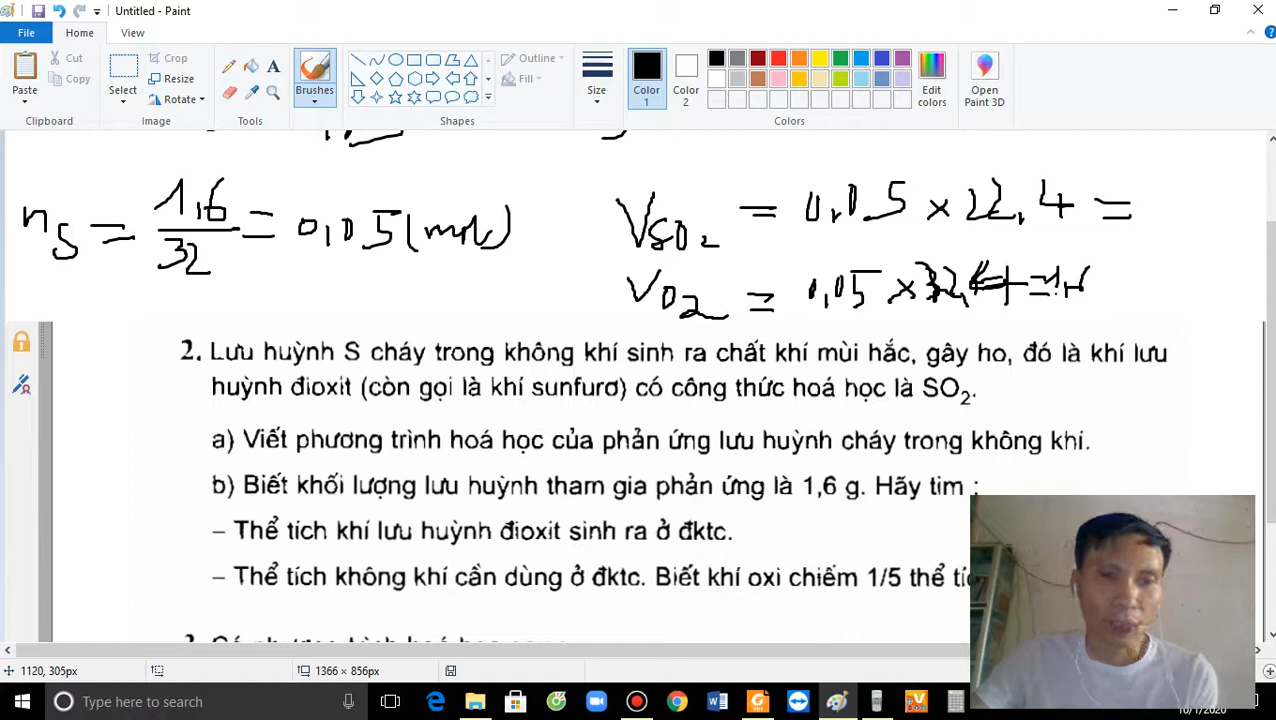 Untitled - Paint
File Home View
Paste Cut Copy
Clipboard
Select Crop Resize Rotate
Image
Tools
Brushes
Outline Fill
Shapes
Size
Color 1
Color 2
Edit colors
Open Paint 3D
Colors
n S = 1,6 / 32 = 0,05 (mol)
V SO2 = 0,05 × 22,4 =
V O2 = 0,05 ×
2. Lưu huỳnh S cháy trong không khí sinh ra chất khí mùi hắc, gây ho, đó là khí lưu
huỳnh đioxit (còn gọi là khí sunfurơ) có công thức hoá học là SO2.
a) Viết phương trình hoá học của phản ứng lưu huỳnh cháy trong không khí.
b) Biết khối lượng lưu huỳnh tham gia phản ứng là 1,6 g. Hãy tìm :
– Thể tích khí lưu huỳnh đioxit sinh ra ở đktc.
– Thể tích không khí cần dùng ở đktc. Biết khí oxi chiếm 1/5 thể
1120, 305px
1366 × 856px
Type here to search
10/1/2020